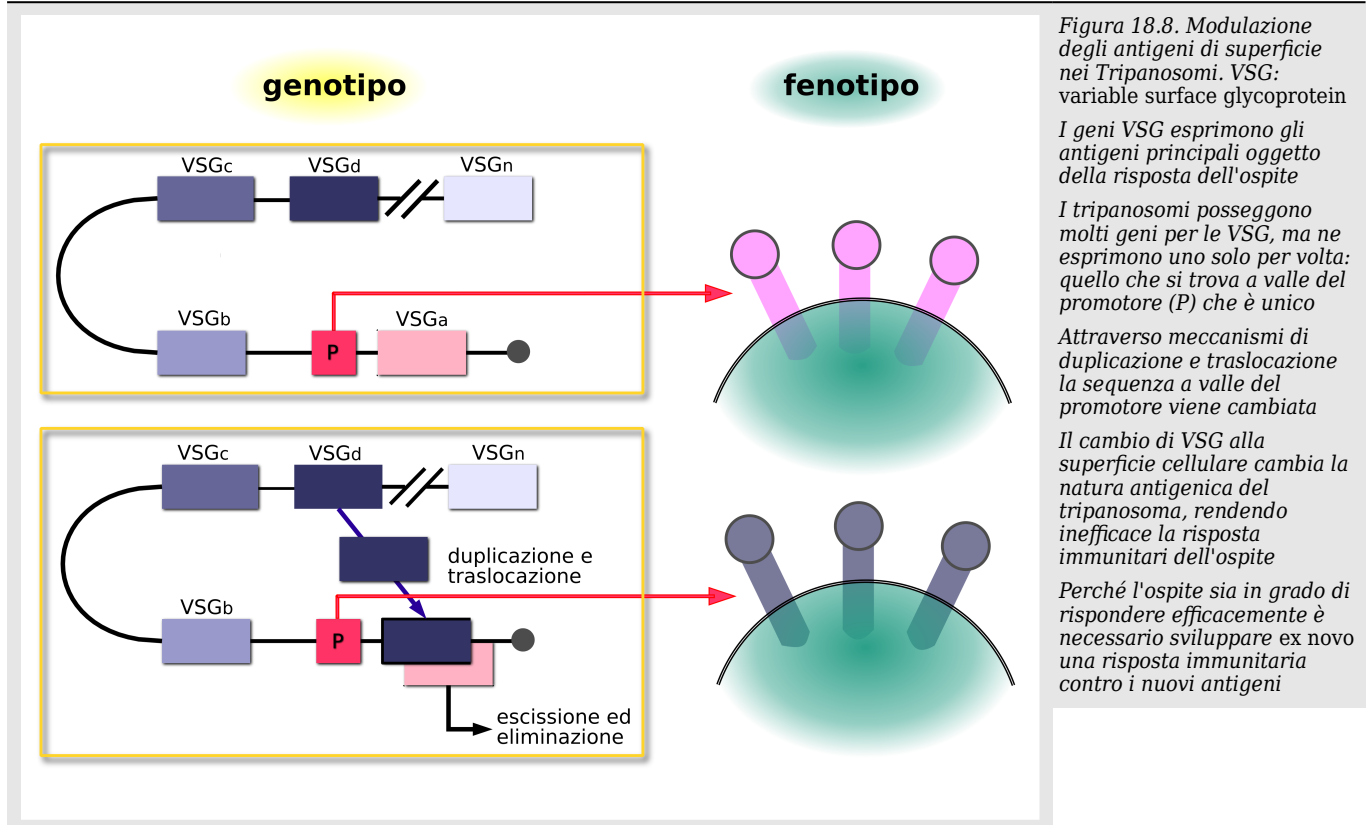 genotipo
fenotipo
VSGc
VSGd
VSGn
VSGb
P
VSGa
VSGc
VSGd
VSGn
duplicazione e
traslocazione
VSGb
P
escissione ed
eliminazione
Figura 18.8. Modulazione
degli antigeni di superficie
nei Tripanosomi. VSG:
variable surface glycoprotein
I geni VSG esprimono gli
antigeni principali oggetto
della risposta dell'ospite
I tripanosomi posseggono
molti geni per le VSG, ma ne
esprimono uno solo per volta:
quello che si trova a valle del
promotore (P) che è unico
Attraverso meccanismi di
duplicazione e traslocazione
la sequenza a valle del
promotore viene cambiata
Il cambio di VSG alla
superficie cellulare cambia la
natura antigenica del
tripanosoma, rendendo
inefficace la risposta
immunitari dell'ospite
Perché l'ospite sia in grado di
rispondere efficacemente è
necessario sviluppare ex novo
una risposta immunitaria
contro i nuovi antigeni